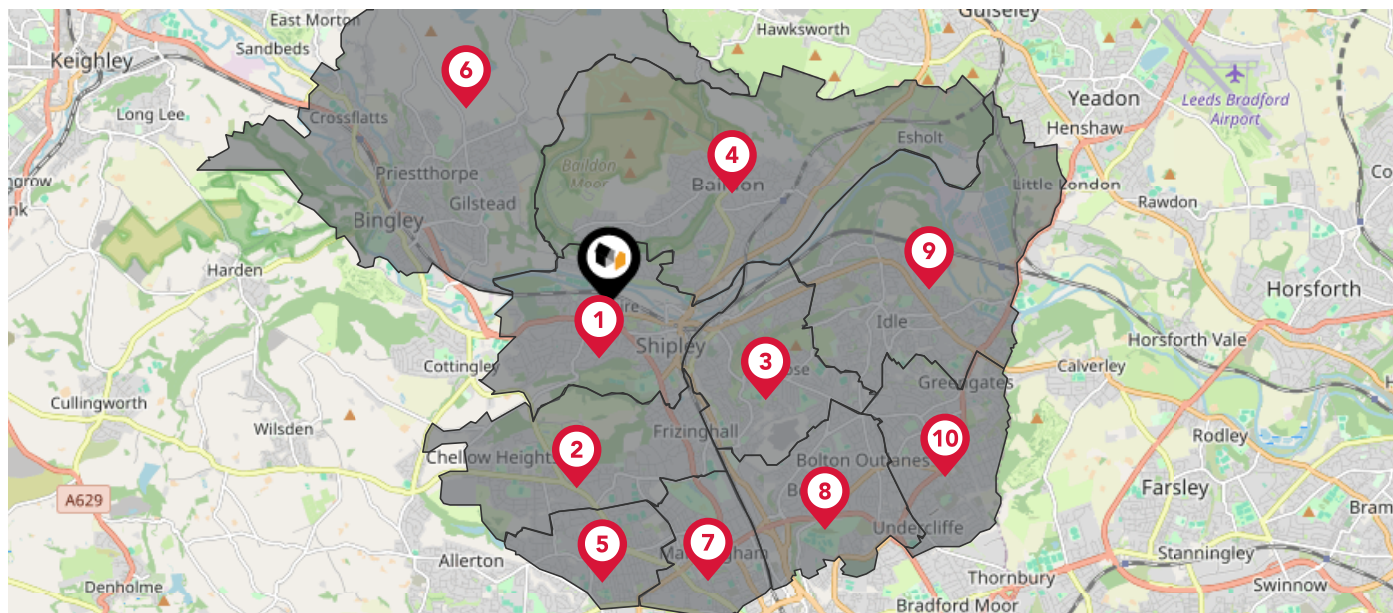 East Morton
Guiseley
Hawksworth
Sandbeds
Keighley
6
Long Lee
Crossflatts
Yeadon
Leeds Bradford
Airport
Henshaw
Esholt
4
Baildon
Moor
Baildon
Priestthorpe
Little London
Gilstead
Rawdon
Bingley
9
Harden
Horsforth
1
Idle
Shipley
Horsforth Vale
3
Cottingley
Calverley
Greengates
Cullingworth
Wilsden
Frizinghall
10
Rodley
2
Chellow Heights
Bolton Outlanes
Farsley
A629
8
Bram
Undercliffe
5
7
Manningham
Stanningley
Allerton
Thornbury
Denholme
Swinnow
Bradford Moor